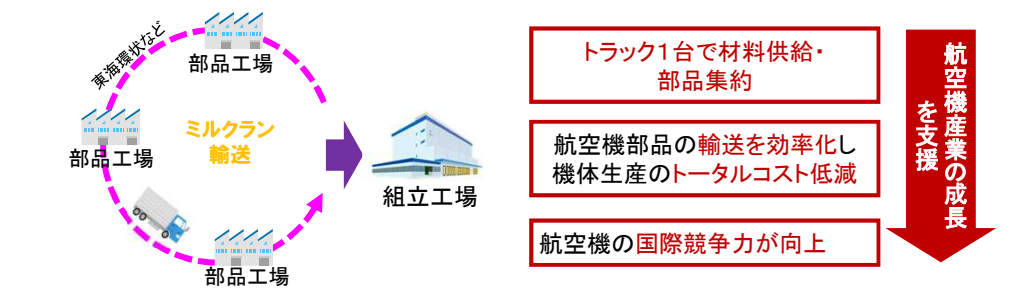 東海環状など
部品工場
部品工場
ミルクラン
輸送
部品工場
組立工場
トラック1台で材料供給・
部品集約
航空機部品の輸送を効率化し
機体生産のトータルコスト低減
航空機の国際競争力が向上
航空機産業の成長
を支援